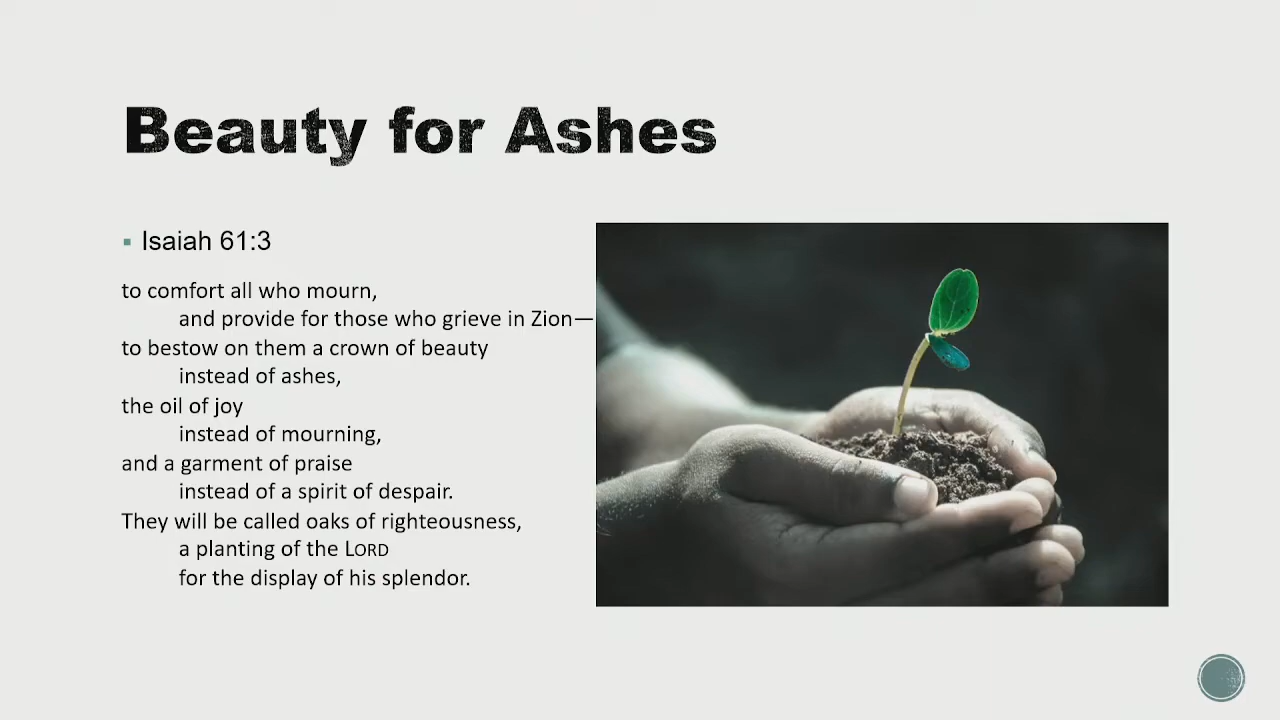 Beauty for Ashes
Isaiah 61:3
to comfort all who mourn,
and provide for those who grieve in Zion—
to bestow on them a crown of beauty
instead of ashes,
the oil of joy
instead of mourning,
and a garment of praise
instead of a spirit of despair.
They will be called oaks of righteousness,
a planting of the LORD
for the display of his splendor.